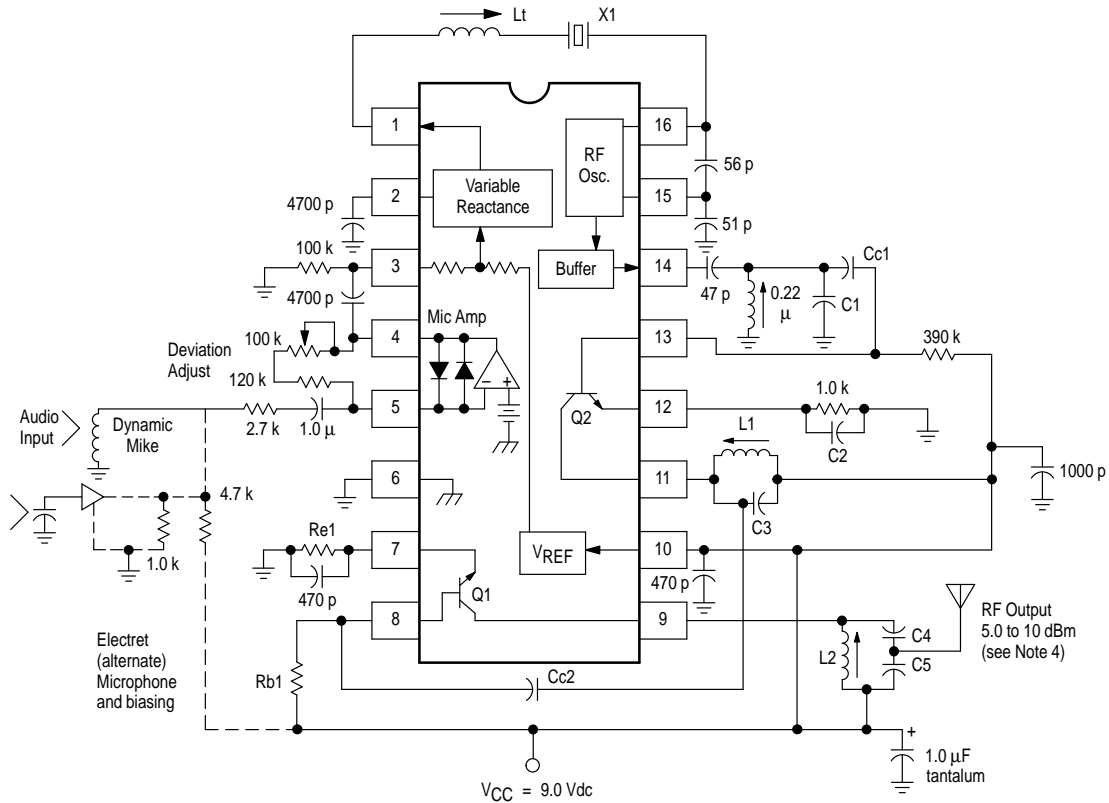 Lt
X1
1
16
RF
Osc.
56 p
2
Variable
Reactance
15
4700 p
51 p
100 k
3
Buffer
14
Cc1
47 p
0.22
μ
C1
4700 p
Mic Amp
100 k
4
13
390 k
Deviation
Adjust
120 k
1.0 k
5
– +
Q2
12
Audio
Input
Dynamic
Mike
2.7 k
1.0 μ
C2
L1
6
11
1000 p
4.7 k
C3
Re1
1.0 k
7
VREF
10
470 p
470 p
Q1
8
9
RF Output
5.0 to 10 dBm
(see Note 4)
C4
L2
C5
Electret
(alternate)
Microphone
and biasing
Rb1
Cc2
+
1.0 μF
tantalum
VCC = 9.0 Vdc